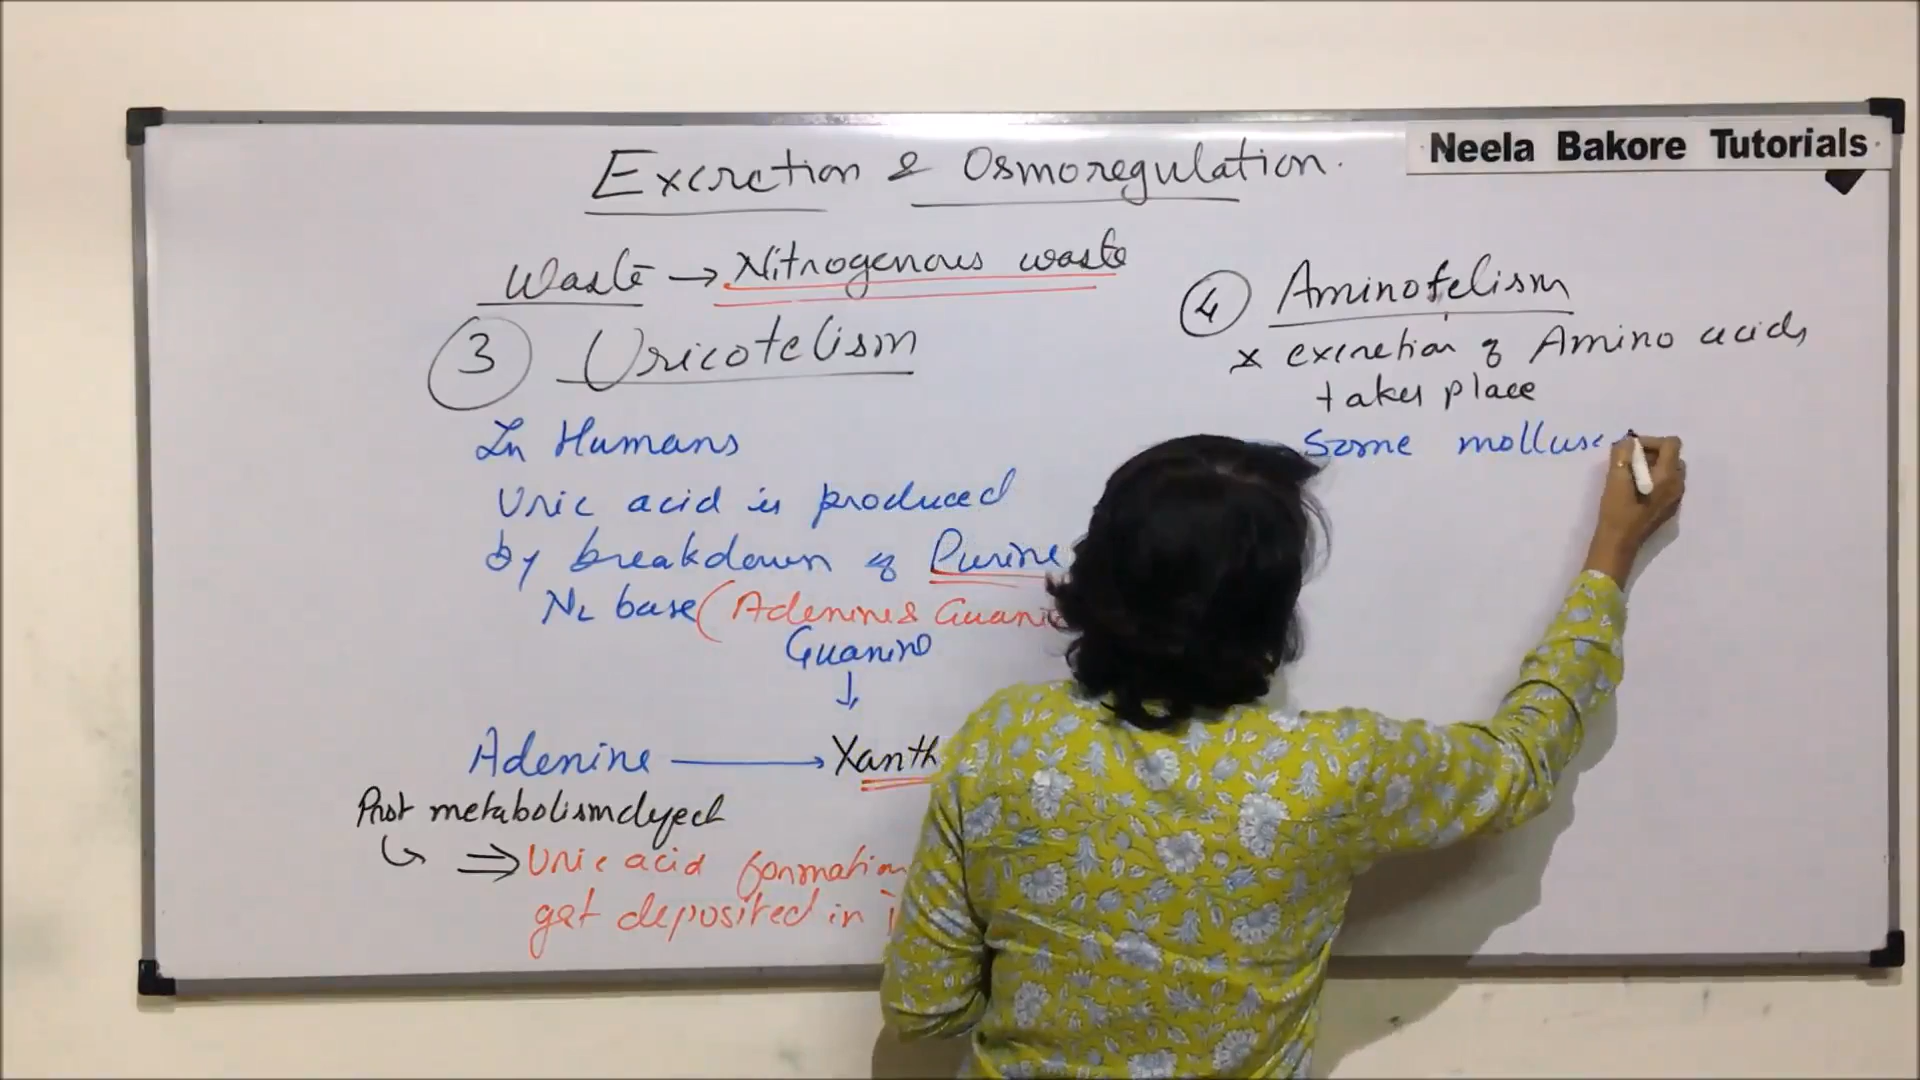 Neela Bakore Tutorials
Excretion & Osmoregulation.
Waste → Nitrogenous waste
3 Uricotelism
In Humans
Uric acid is produced
by breakdown of Purine
N2 base (Adenine & Guani
Guanine
↓
Adenine → Xanth
Prot metabolism defect
⇒ Uric acid formation
get deposited in
4 Aminotelism
x excretion of Amino acids
takes place
Some mollusc